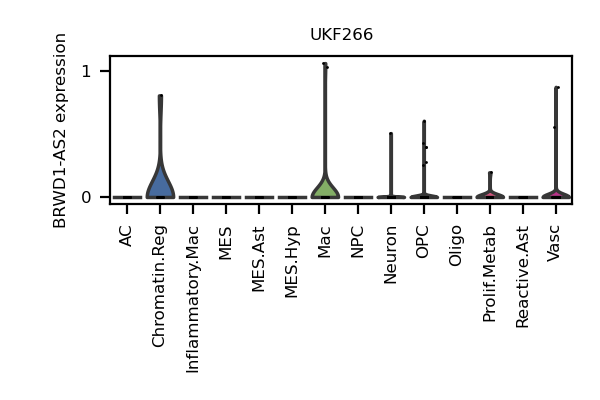 UKF266
BRWD1-AS2 expression
1
0
AC
Chromatin.Reg
Inflammatory.Mac
MES
MES.Ast
MES.Hyp
Mac
NPC
Neuron
OPC
Oligo
Prolif.Metab
Reactive.Ast
Vasc